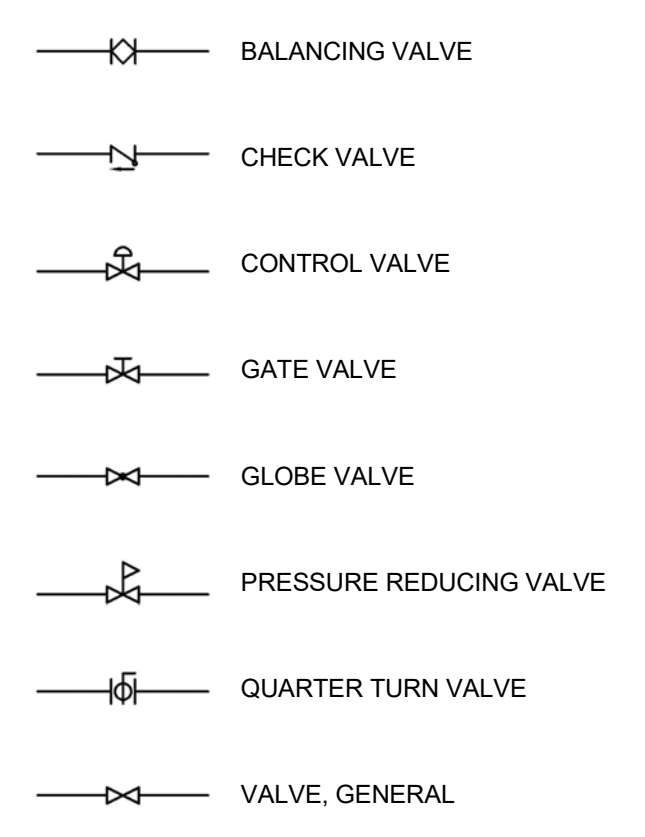 BALANCING VALVE
CHECK VALVE
CONTROL VALVE
GATE VALVE
GLOBE VALVE
PRESSURE REDUCING VALVE
QUARTER TURN VALVE
VALVE, GENERAL